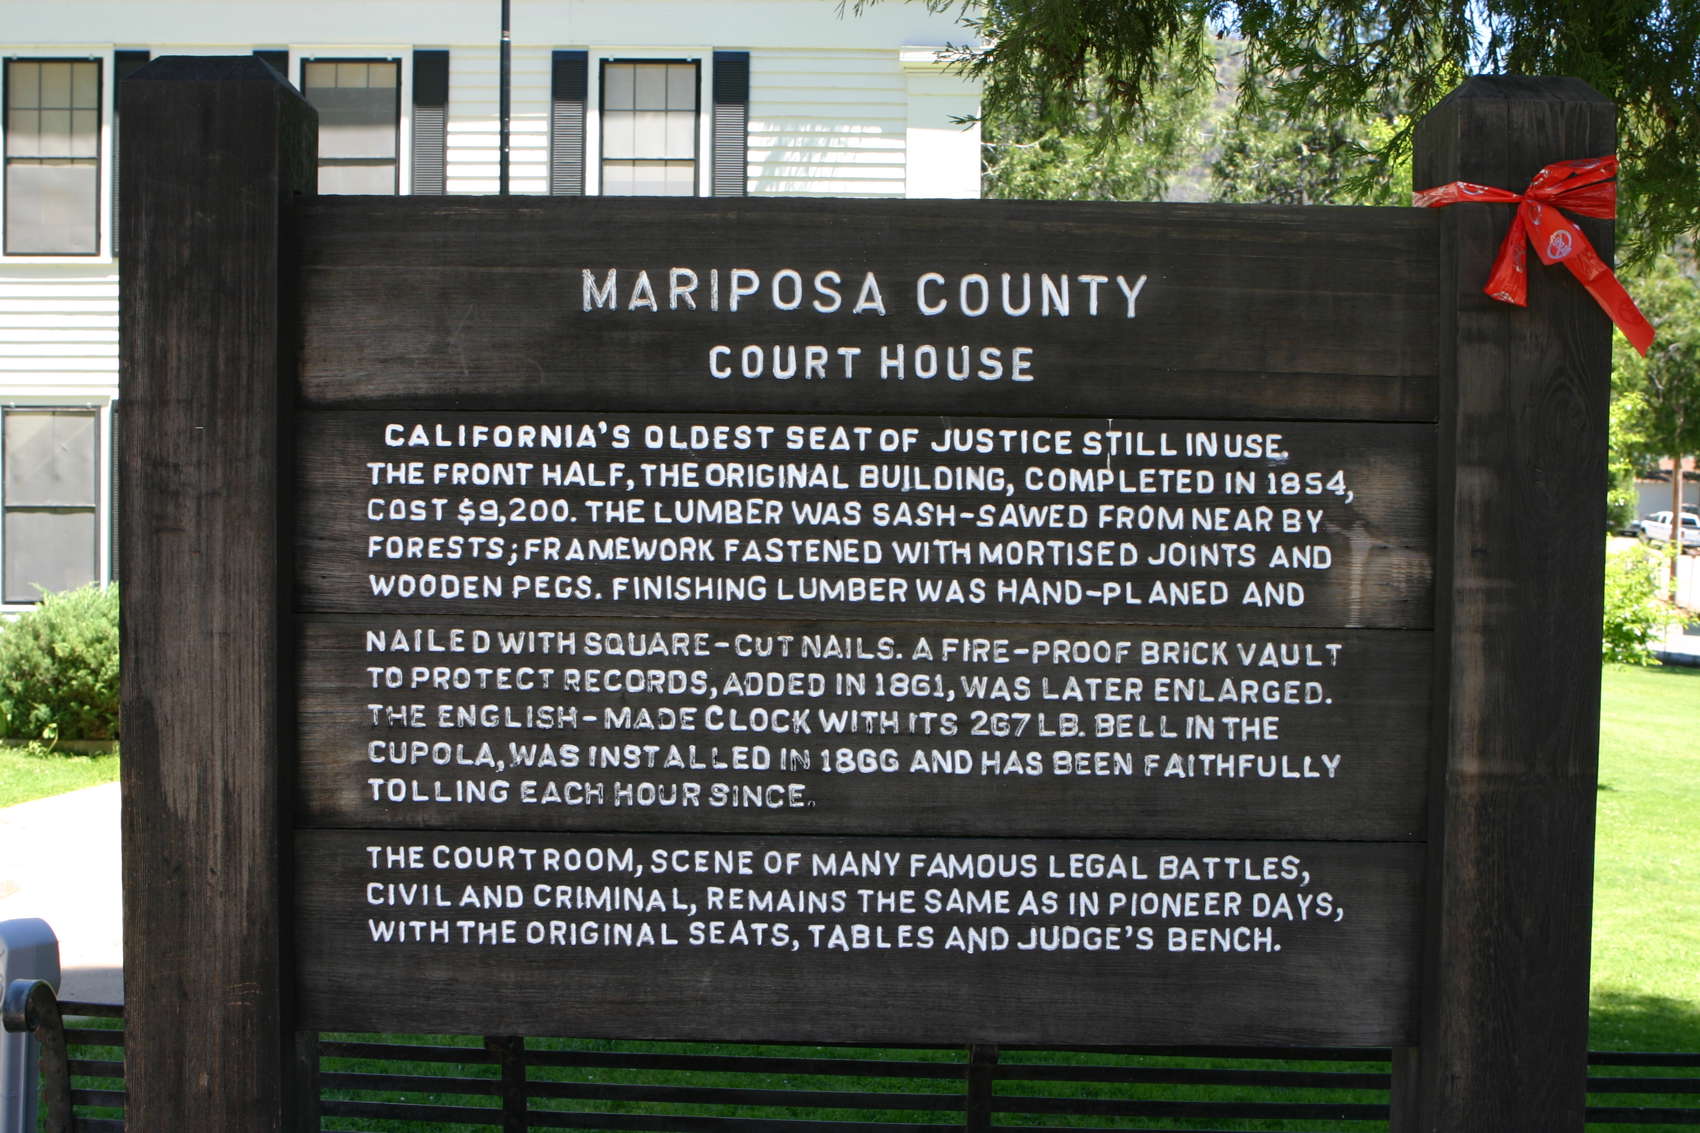 MARIPOSA COUNTY
COURT HOUSE
CALIFORNIA'S OLDEST SEAT OF JUSTICE STILL IN USE.
THE FRONT HALF, THE ORIGINAL BUILDING, COMPLETED IN 1854,
COST $9,200. THE LUMBER WAS SASH-SAWED FROM NEAR BY
FORESTS; FRAMEWORK FASTENED WITH MORTISED JOINTS AND
WOODEN PEGS. FINISHING LUMBER WAS HAND-PLANED AND
NAILED WITH SQUARE-CUT NAILS. A FIRE-PROOF BRICK VAULT
TO PROTECT RECORDS, ADDED IN 1861, WAS LATER ENLARGED.
THE ENGLISH-MADE CLOCK WITH ITS 267 LB. BELL IN THE
CUPOLA, WAS INSTALLED IN 1866 AND HAS BEEN FAITHFULLY
TOLLING EACH HOUR SINCE.
THE COURTROOM, SCENE OF MANY FAMOUS LEGAL BATTLES,
CIVIL AND CRIMINAL, REMAINS THE SAME AS IN PIONEER DAYS,
WITH THE ORIGINAL SEATS, TABLES AND JUDGE'S BENCH.